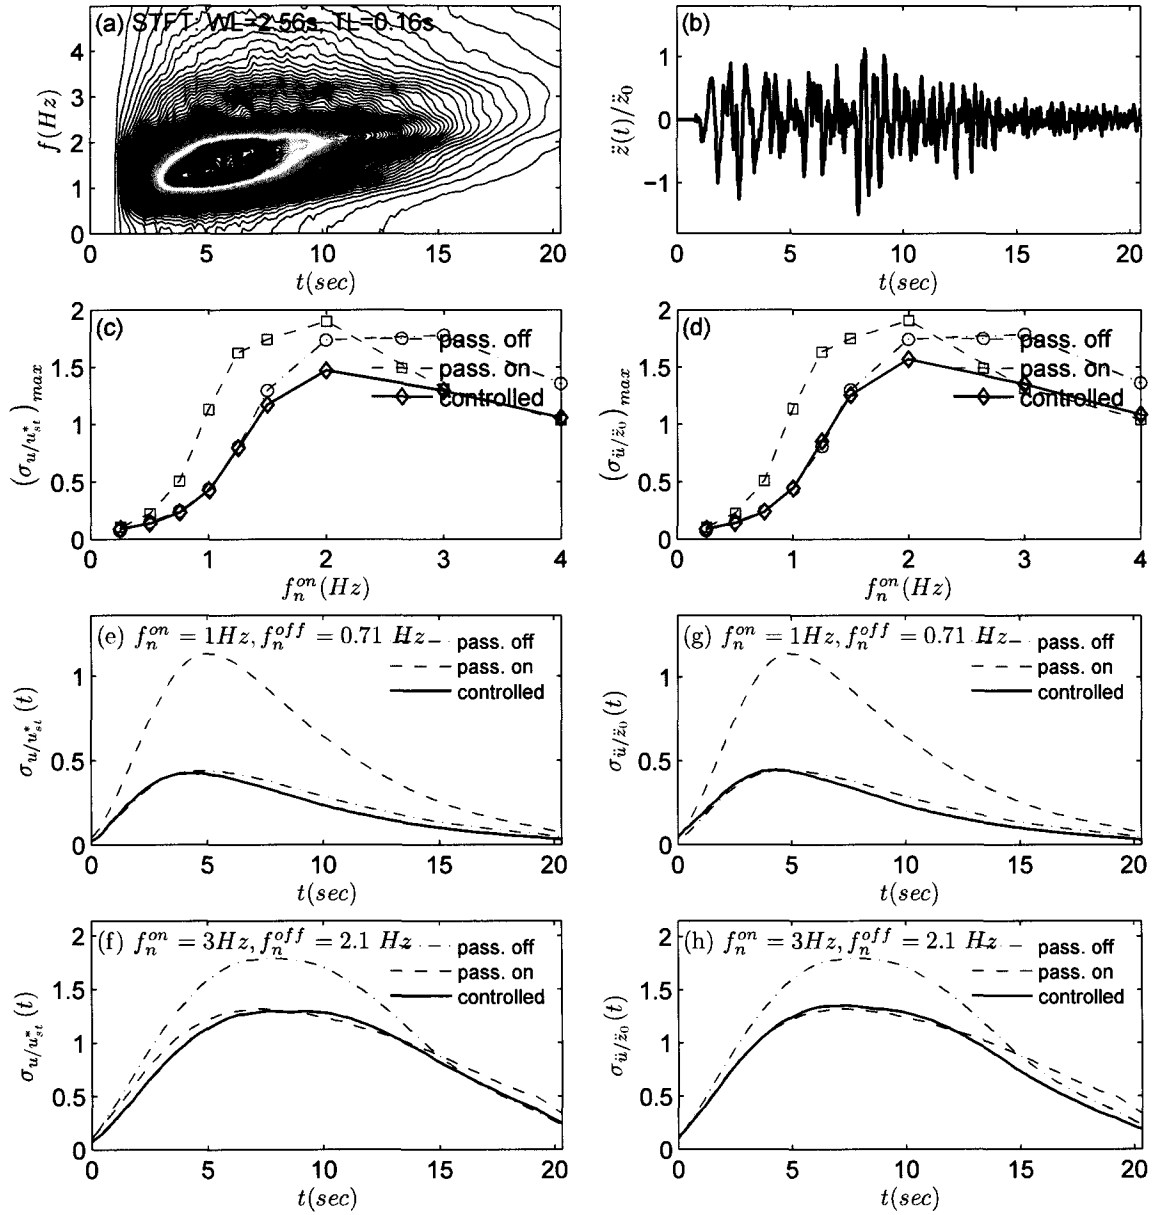 (a) STFT: WL=2.56s, TL=0.16s
f(Hz)
4
3
2
1
0
0 5 10 15 20
t(sec)
(b)
z̈(t)/z̈₀
1
0
−1
0 5 10 15 20
t(sec)
(c)
(σ_{u/u*_{st}})_{max}
2
1.5
1
0.5
0
pass. off
pass. on
controlled
0 1 2 3 4
f_n^{on}(Hz)
(d)
(σ_{ü/z̈₀})_{max}
2
1.5
1
0.5
0
pass. off
pass. on
controlled
0 1 2 3 4
f_n^{on}(Hz)
(e) f_n^{on} = 1Hz, f_n^{off} = 0.71 Hz
σ_{u/u*_{st}}(t)
1
0.5
0
pass. off
pass. on
controlled
0 5 10 15 20
t(sec)
(g) f_n^{on} = 1Hz, f_n^{off} = 0.71 Hz
σ_{ü/z̈₀}(t)
1
0.5
0
pass. off
pass. on
controlled
0 5 10 15 20
t(sec)
(f) f_n^{on} = 3Hz, f_n^{off} = 2.1 Hz
σ_{u/u*_{st}}(t)
2
1.5
1
0.5
0
pass. off
pass. on
controlled
0 5 10 15 20
t(sec)
(h) f_n^{on} = 3Hz, f_n^{off} = 2.1 Hz
σ_{ü/z̈₀}(t)
2
1.5
1
0.5
0
pass. off
pass. on
controlled
0 5 10 15 20
t(sec)